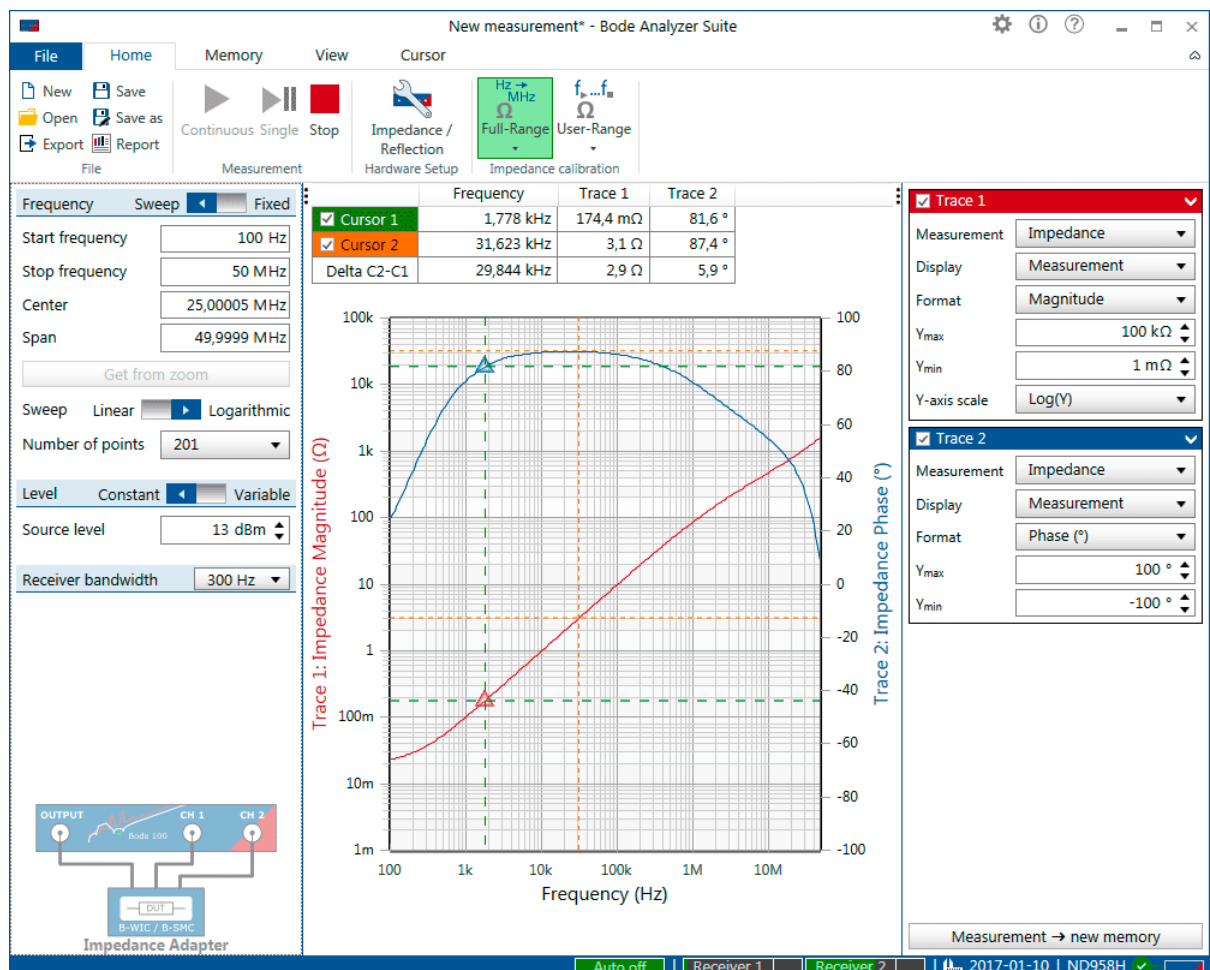 New measurement* - Bode Analyzer Suite
File Home Memory View Cursor
New Save
Open Save as
Export Report
File
Continuous Single Stop
Measurement
Impedance /
Reflection
Hardware Setup
Hz → MHz
Ω
Full-Range
f▸...f■
Ω
User-Range
Impedance calibration
Frequency Sweep Fixed
Start frequency 100 Hz
Stop frequency 50 MHz
Center 25,00005 MHz
Span 49,9999 MHz
Get from zoom
Sweep Linear Logarithmic
Number of points 201
Level Constant Variable
Source level 13 dBm
Receiver bandwidth 300 Hz
OUTPUT CH 1 CH 2
Bode 100
DUT
B-WIC / B-SMC
Impedance Adapter
Frequency Trace 1 Trace 2
Cursor 1 1,778 kHz 174,4 mΩ 81,6 °
Cursor 2 31,623 kHz 3,1 Ω 87,4 °
Delta C2-C1 29,844 kHz 2,9 Ω 5,9 °
Trace 1: Impedance Magnitude (Ω)
100k
10k
1k
100
10
1
100m
10m
1m
100 1k 10k 100k 1M 10M
Frequency (Hz)
100
80
60
40
20
0
-20
-40
-60
-80
-100
Trace 2: Impedance Phase (°)
Trace 1
Measurement Impedance
Display Measurement
Format Magnitude
Ymax 100 kΩ
Ymin 1 mΩ
Y-axis scale Log(Y)
Trace 2
Measurement Impedance
Display Measurement
Format Phase (°)
Ymax 100 °
Ymin -100 °
Measurement → new memory
Auto off | Receiver 1 Receiver 2 | 2017-01-10 | ND958H